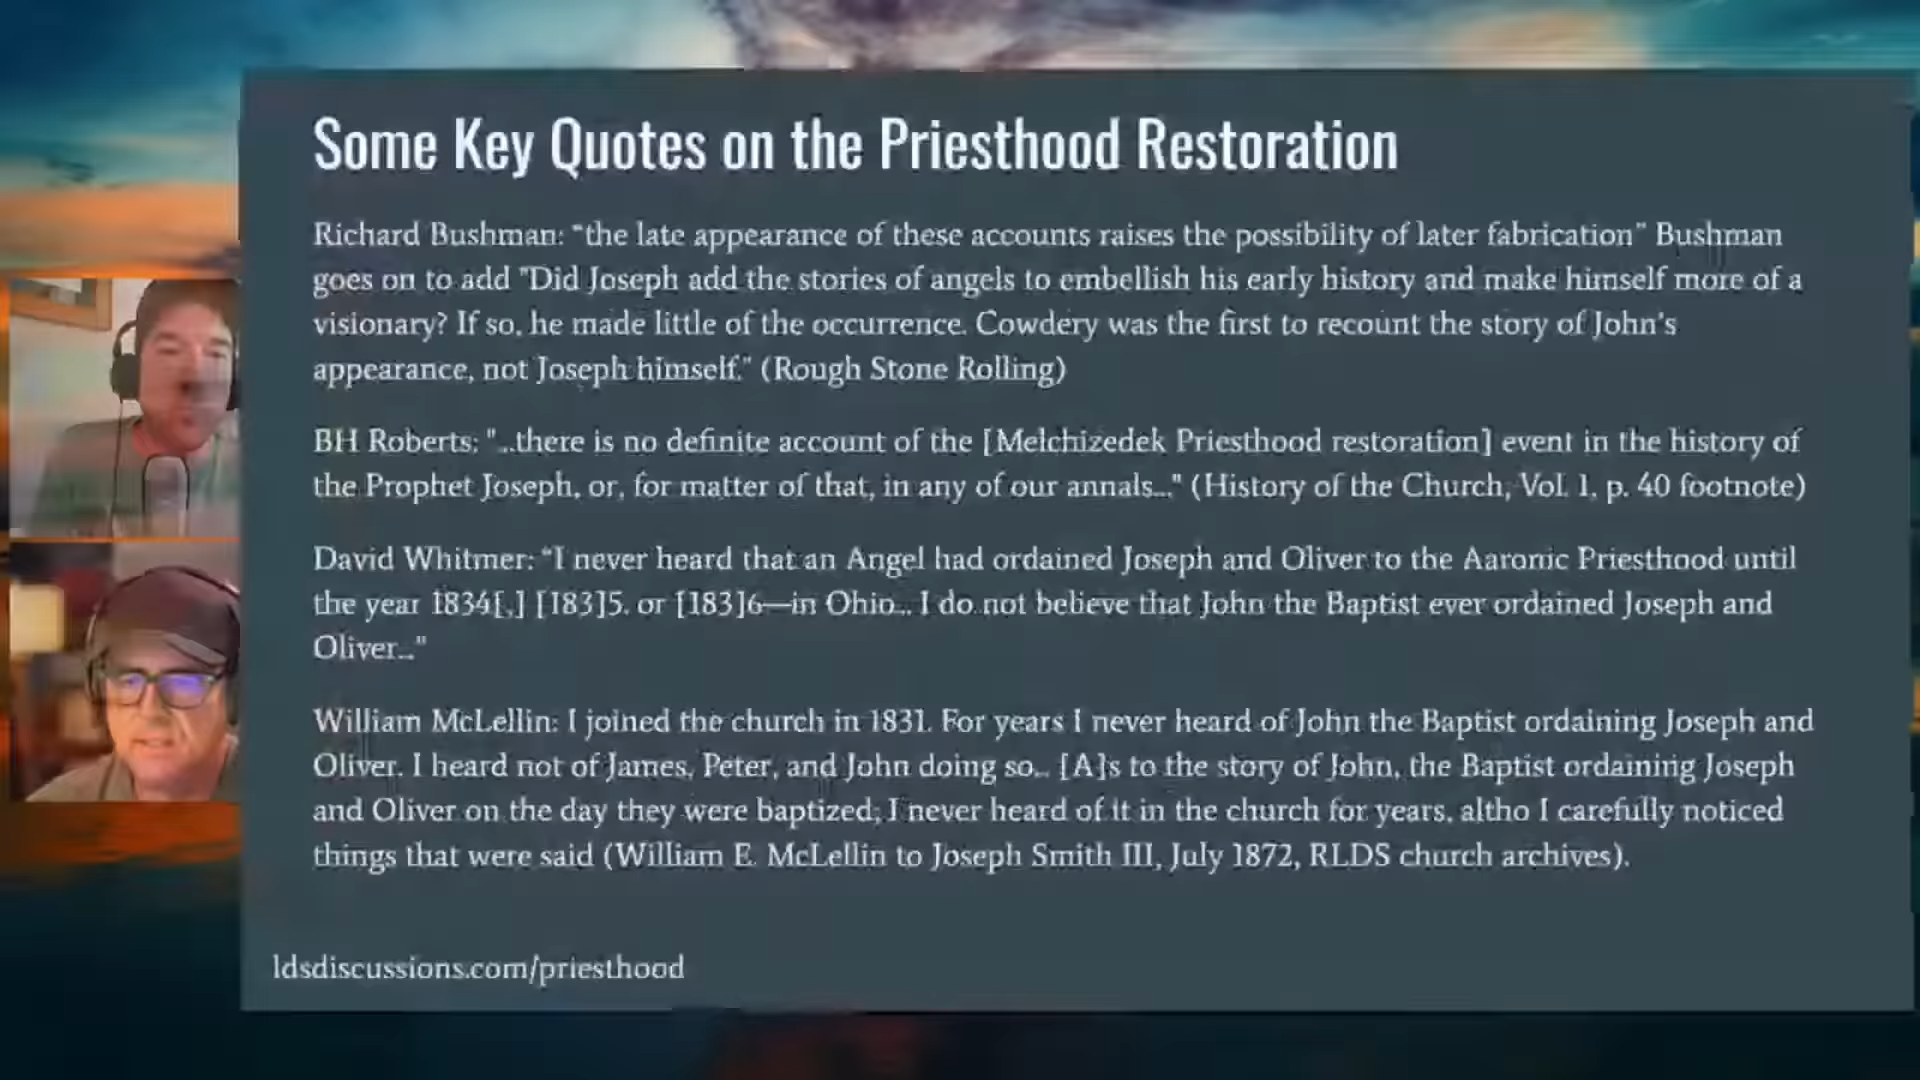 Some Key Quotes on the Priesthood Restoration
Richard Bushman: “the late appearance of these accounts raises the possibility of later fabrication” Bushman
goes on to add "Did Joseph add the stories of angels to embellish his early history and make himself more of a
visionary? If so, he made little of the occurrence. Cowdery was the first to recount the story of John's
appearance, not Joseph himself." (Rough Stone Rolling)
BH Roberts: "...there is no definite account of the [Melchizedek Priesthood restoration] event in the history of
the Prophet Joseph, or, for matter of that, in any of our annals..." (History of the Church, Vol. 1, p. 40 footnote)
David Whitmer: “I never heard that an Angel had ordained Joseph and Oliver to the Aaronic Priesthood until
the year 1834[,] [183]5, or [183]6—in Ohio... I do not believe that John the Baptist ever ordained Joseph and
Oliver..."
William McLellin: I joined the church in 1831. For years I never heard of John the Baptist ordaining Joseph and
Oliver. I heard not of James, Peter, and John doing so... [A]s to the story of John, the Baptist ordaining Joseph
and Oliver on the day they were baptized; I never heard of it in the church for years, altho I carefully noticed
things that were said (William E. McLellin to Joseph Smith III, July 1872, RLDS church archives).
ldsdiscussions.com/priesthood